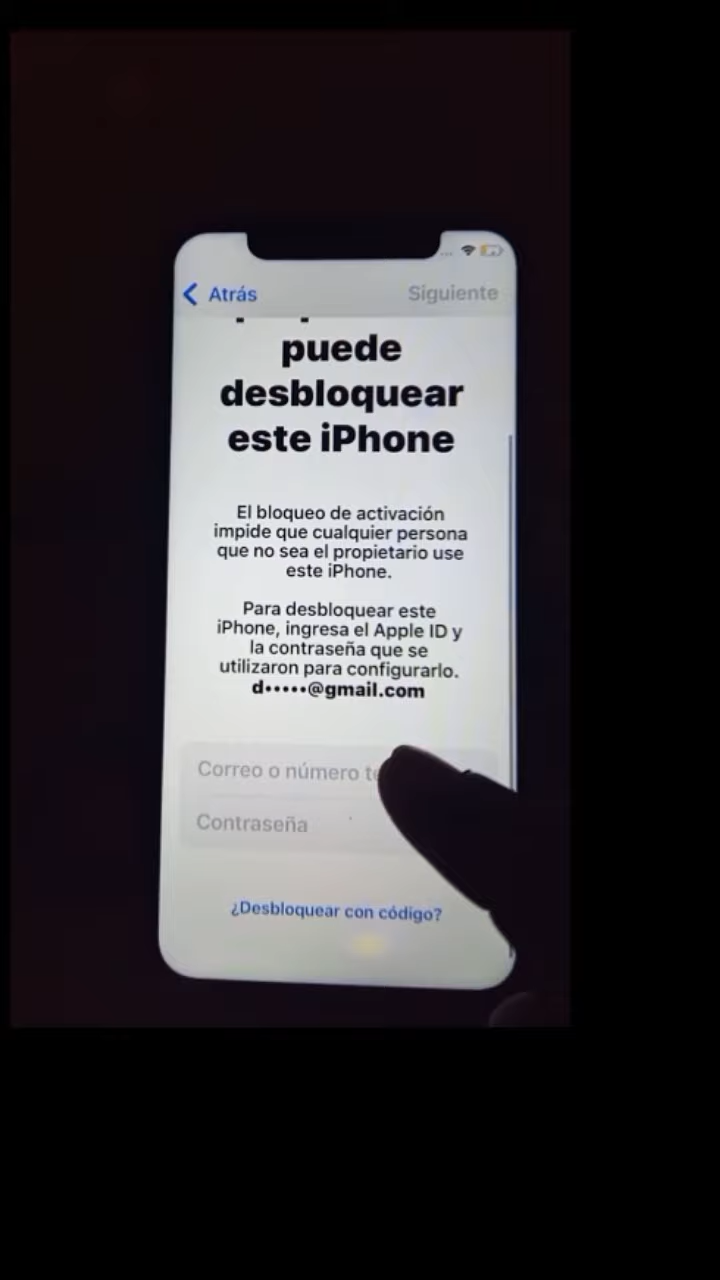 Atrás
Siguiente
puede
desbloquear
este iPhone
El bloqueo de activación
impide que cualquier persona
que no sea el propietario use
este iPhone.
Para desbloquear este
iPhone, ingresa el Apple ID y
la contraseña que se
utilizaron para configurarlo.
d•••••@gmail.com
Correo o número
Contraseña
¿Desbloquear con código?